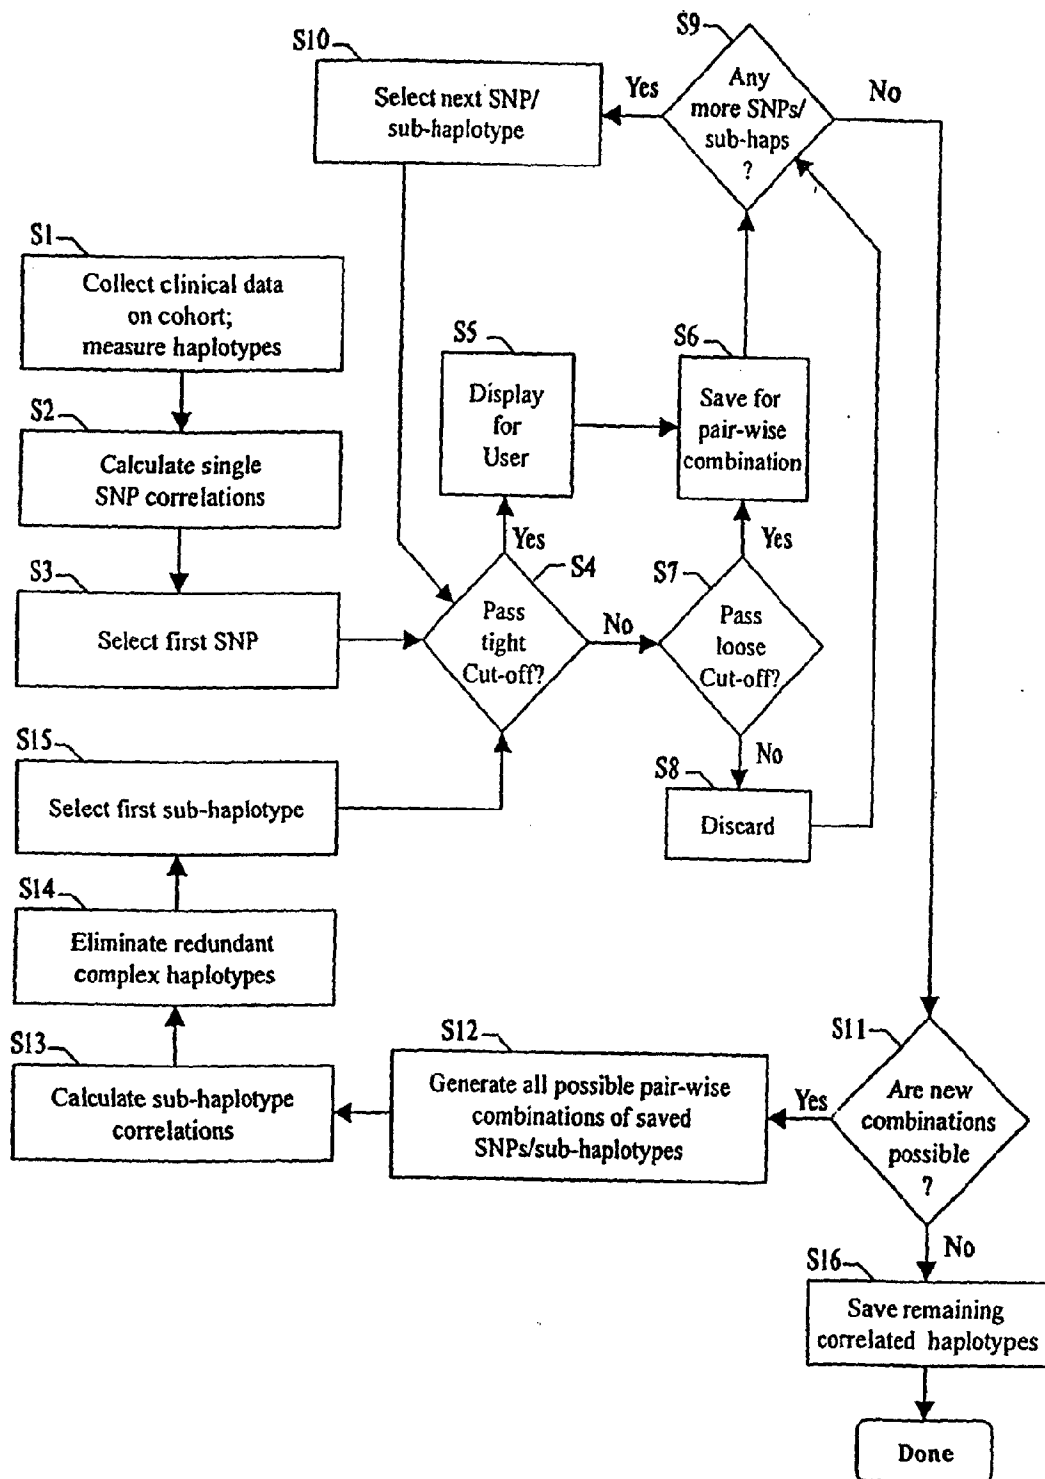 S10
Select next SNP/
sub-haplotype
S9
Any
more SNPs/
sub-haps
?
Yes
No
S1
Collect clinical data
on cohort;
measure haplotypes
S2
Calculate single
SNP correlations
S3
Select first SNP
S5
Display
for
User
S6
Save for
pair-wise
combination
Yes
Yes
S4
Pass
tight
Cut-off?
No
S7
Pass
loose
Cut-off?
No
S8
Discard
S15
Select first sub-haplotype
S14
Eliminate redundant
complex haplotypes
S13
Calculate sub-haplotype
correlations
S12
Generate all possible pair-wise
combinations of saved
SNPs/sub-haplotypes
S11
Are new
combinations
possible
?
Yes
No
S16
Save remaining
correlated haplotypes
Done